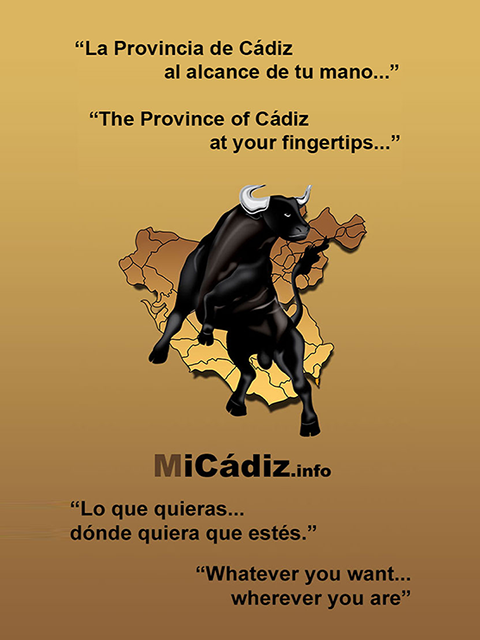 “La Provincia de Cádiz
al alcance de tu mano...”
“The Province of Cádiz
at your fingertips...”
MiCádiz.info
“Lo que quieras...
dónde quiera que estés.”
“Whatever you want...
wherever you are”